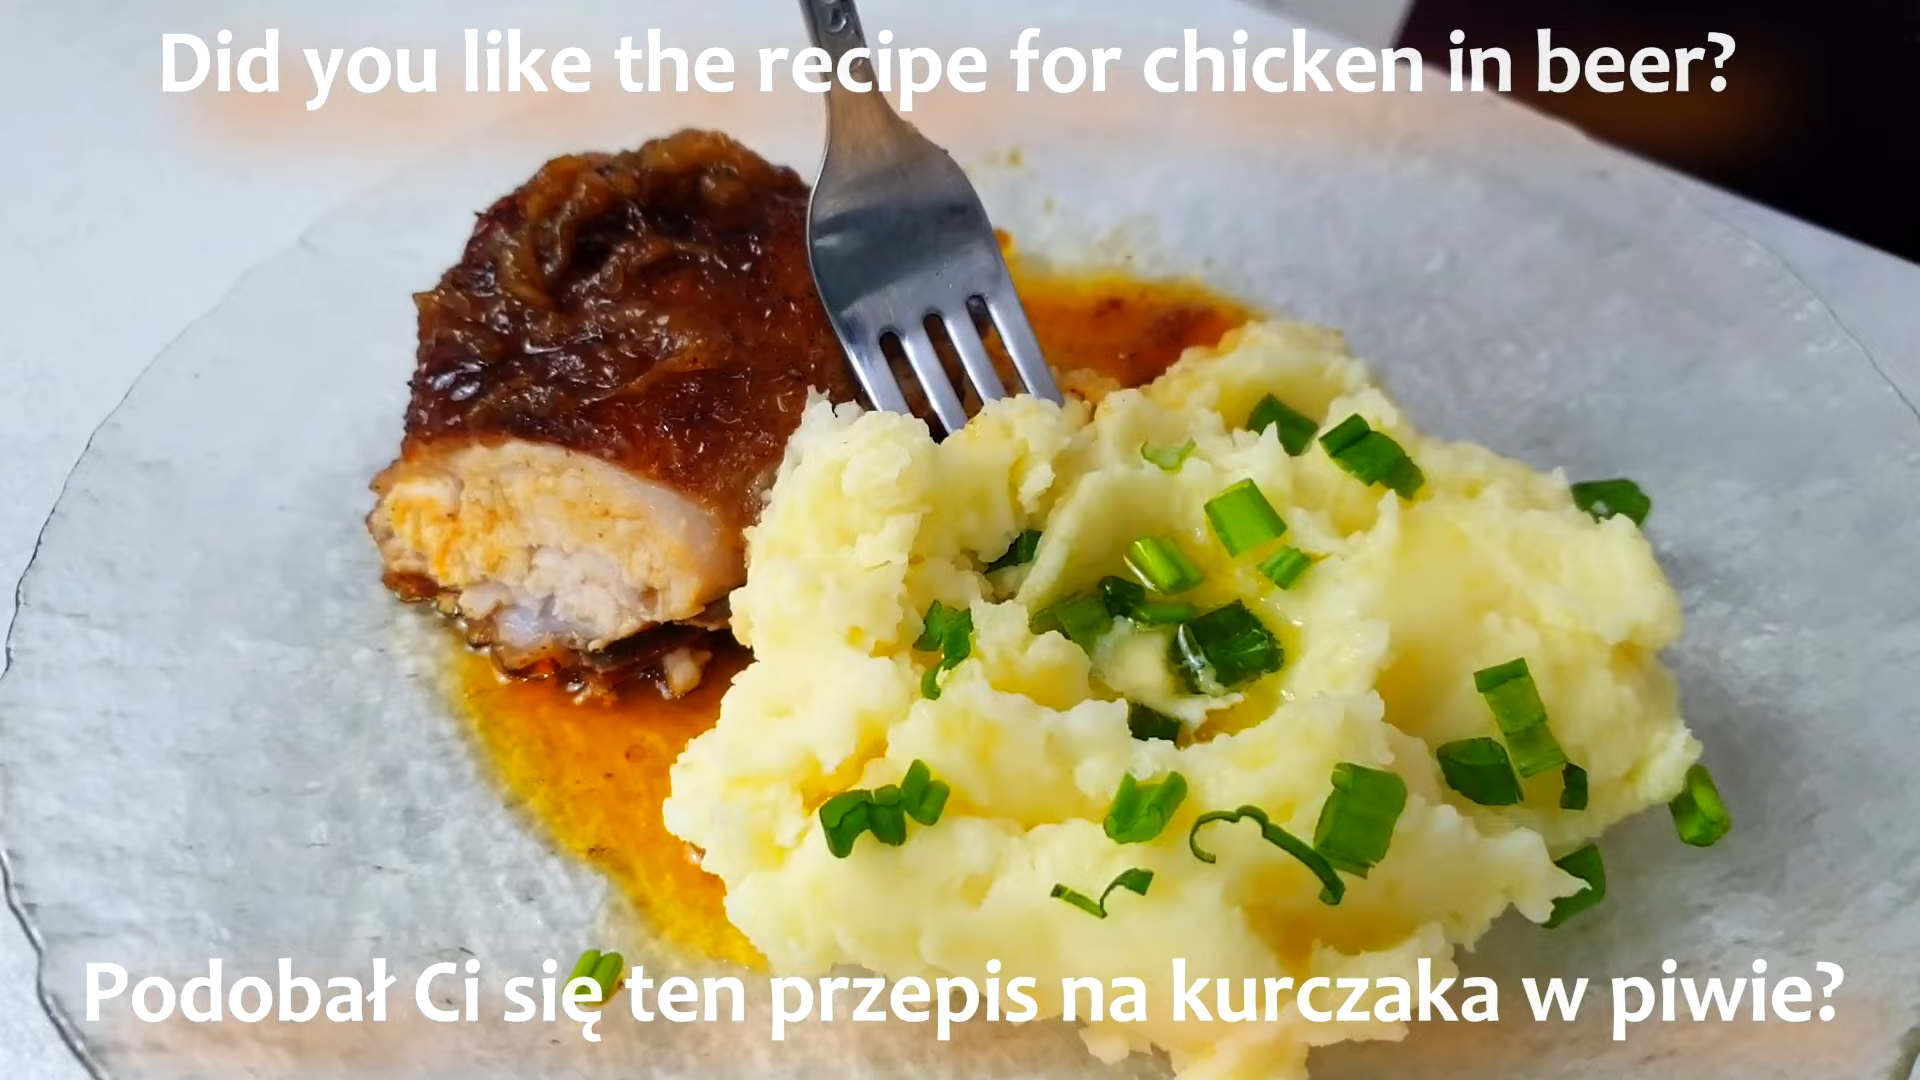 Did you like the recipe for chicken in beer?
Podobał Ci się ten przepis na kurczaka w piwie?